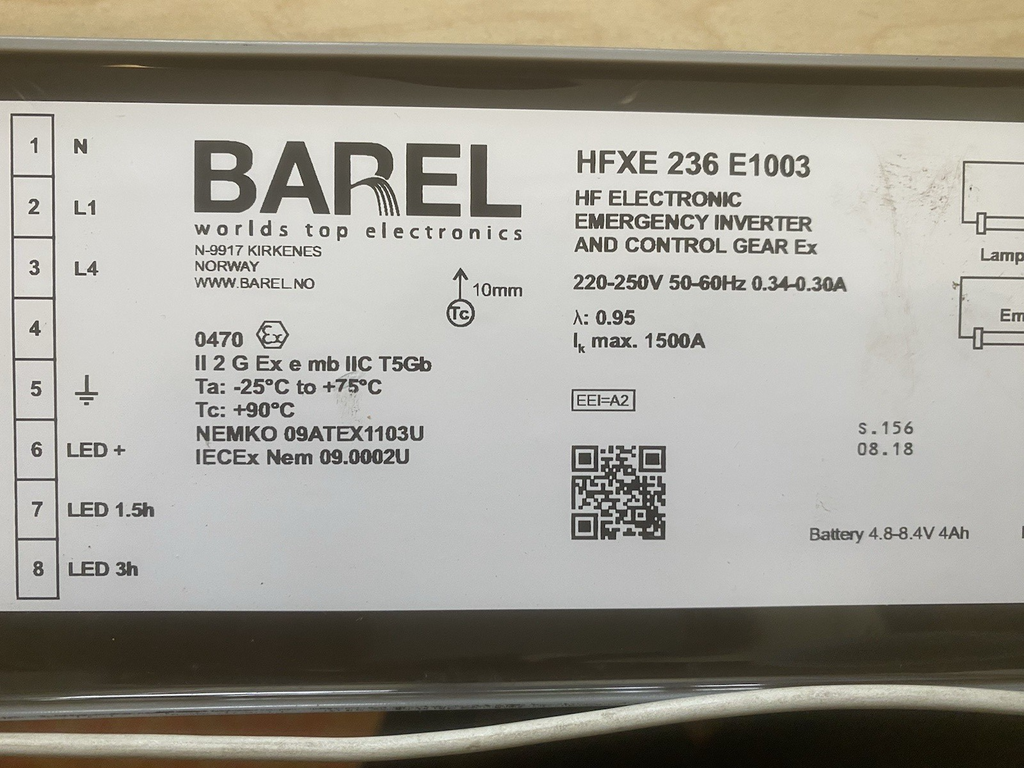 1 N
2 L1
3 L4
4
5
6 LED +
7 LED 1.5h
8 LED 3h
BAREL
worlds top electronics
N-9917 KIRKENES
NORWAY
WWW.BAREL.NO
10mm
Tc
0470 Ex
II 2 G Ex e mb IIC T5Gb
Ta: -25°C to +75°C
Tc: +90°C
NEMKO 09ATEX1103U
IECEx Nem 09.0002U
HFXE 236 E1003
HF ELECTRONIC
EMERGENCY INVERTER
AND CONTROL GEAR Ex
220-250V 50-60Hz 0.34-0.30A
λ: 0.95
Ik max. 1500A
EEI=A2
s.156
08.18
Battery 4.8-8.4V 4Ah
Lamp
Em